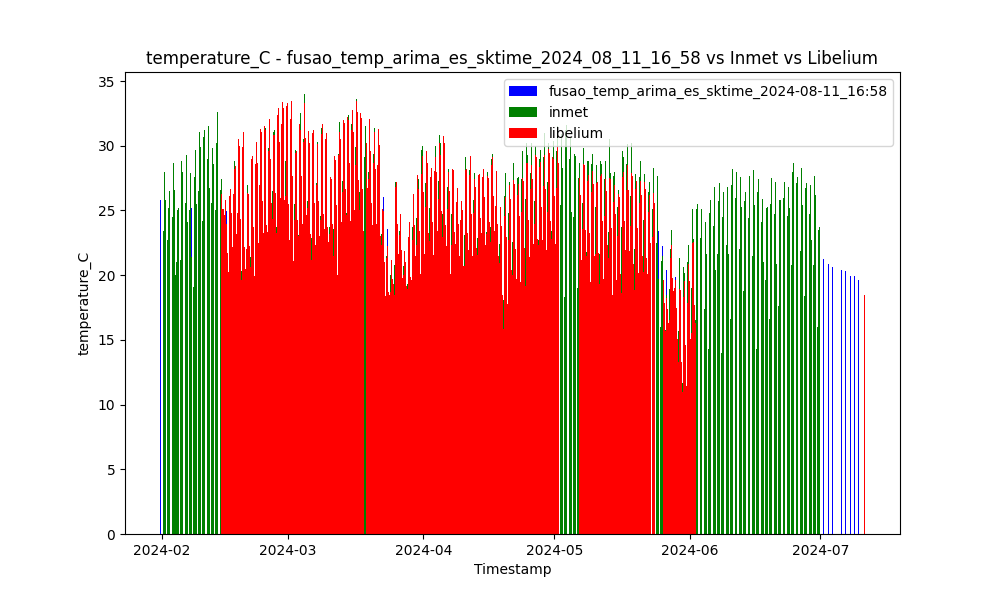 temperature_C - fusao_temp_arima_es_sktime_2024_08_11_16_58 vs Inmet vs Libelium
fusao_temp_arima_es_sktime_2024-08-11_16:58
inmet
libelium
temperature_C
35
30
25
20
15
10
5
0
2024-02 2024-03 2024-04 2024-05 2024-06 2024-07
Timestamp